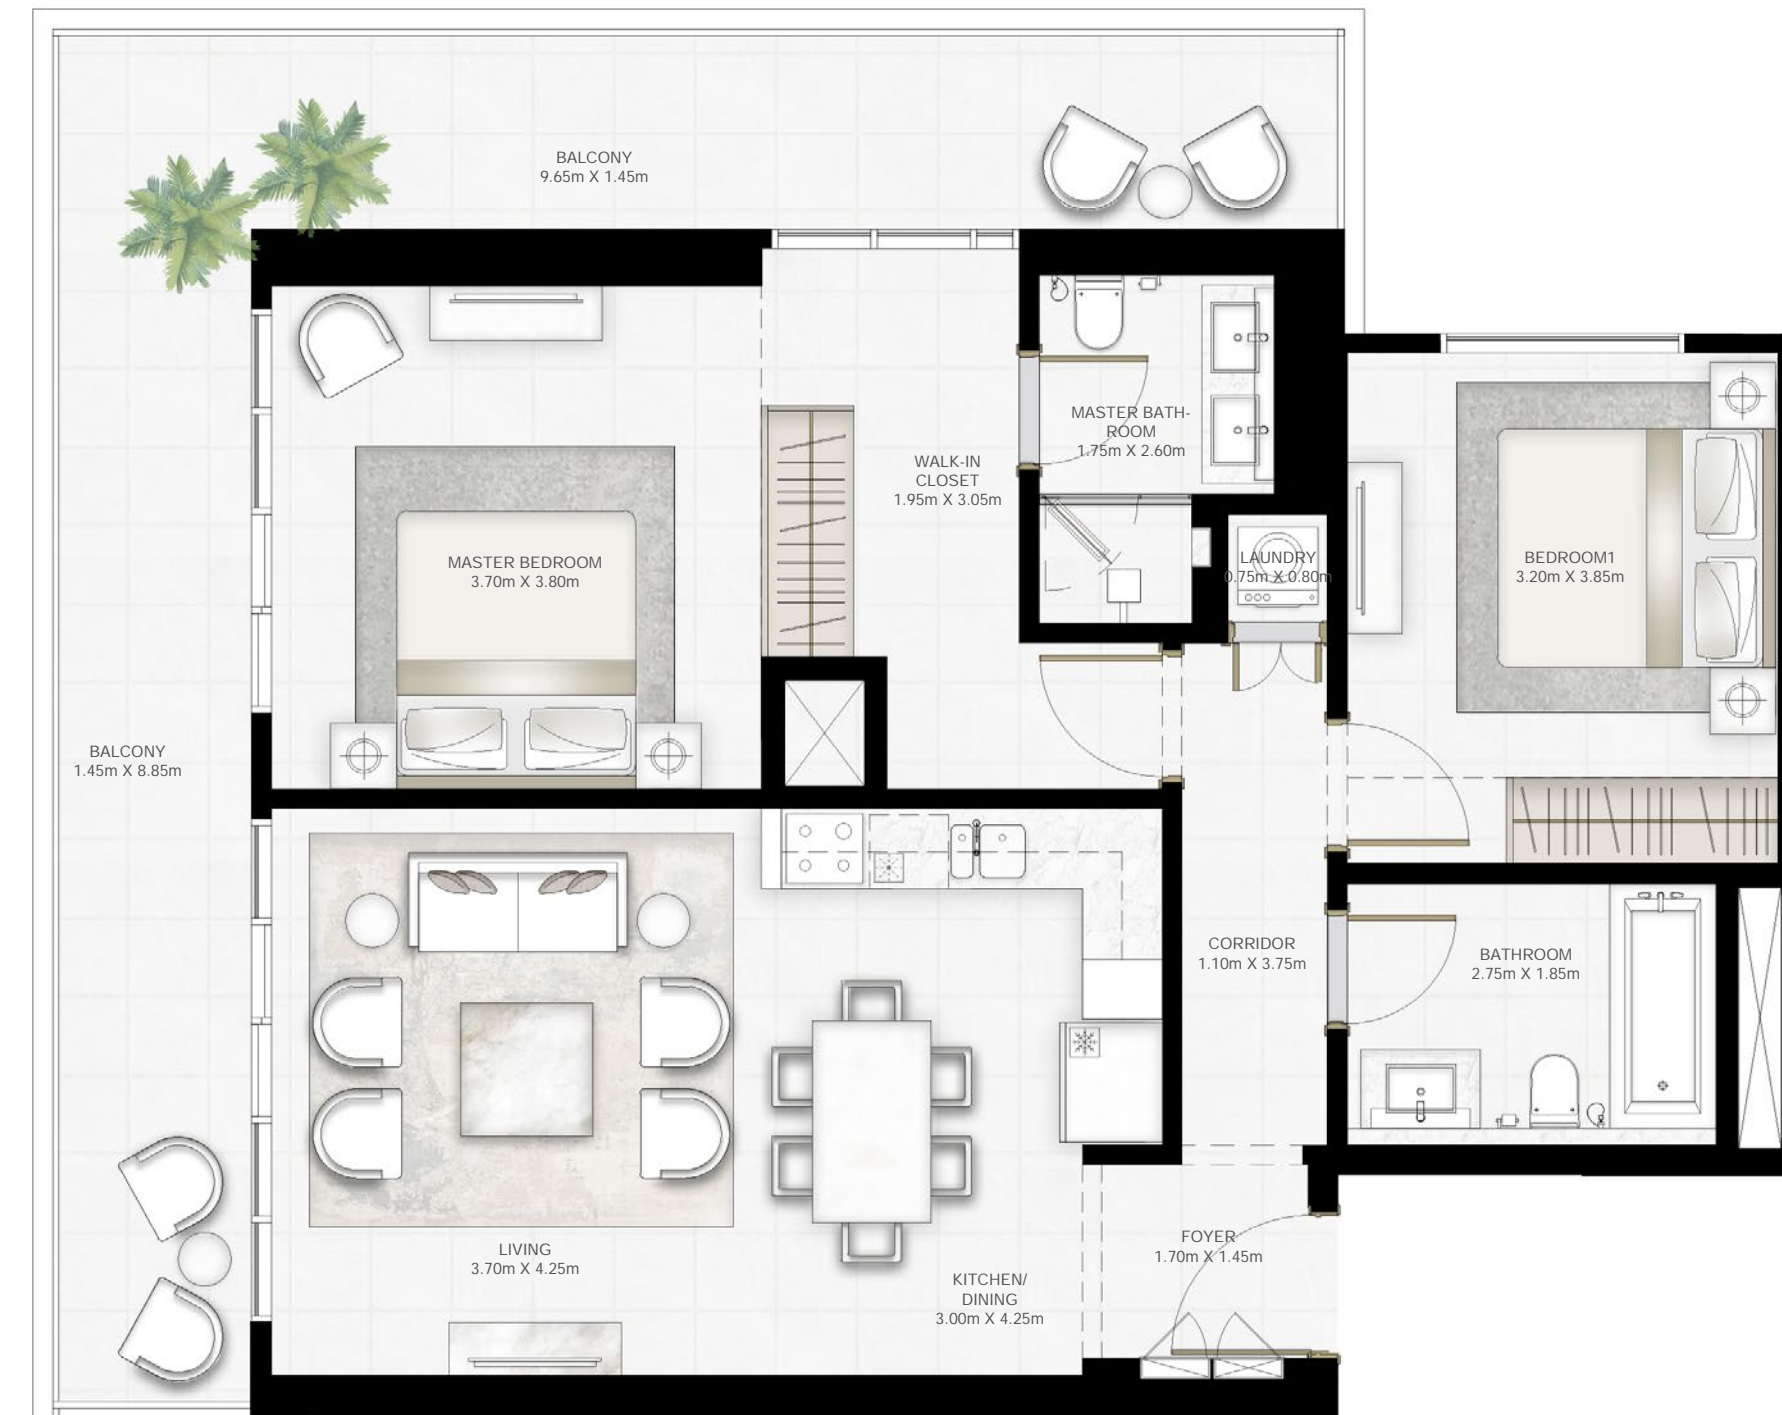 BALCONY
9.65m X 1.45m
MASTER BATH-
ROOM
1.75m X 2.60m
WALK-IN
CLOSET
1.95m X 3.05m
MASTER BEDROOM
3.70m X 3.80m
LAUNDRY
0.75m X 0.80m
BEDROOM1
3.20m X 3.85m
BALCONY
1.45m X 8.85m
CORRIDOR
1.10m X 3.75m
BATHROOM
2.75m X 1.85m
LIVING
3.70m X 4.25m
KITCHEN/
DINING
3.00m X 4.25m
FOYER
1.70m X 1.45m